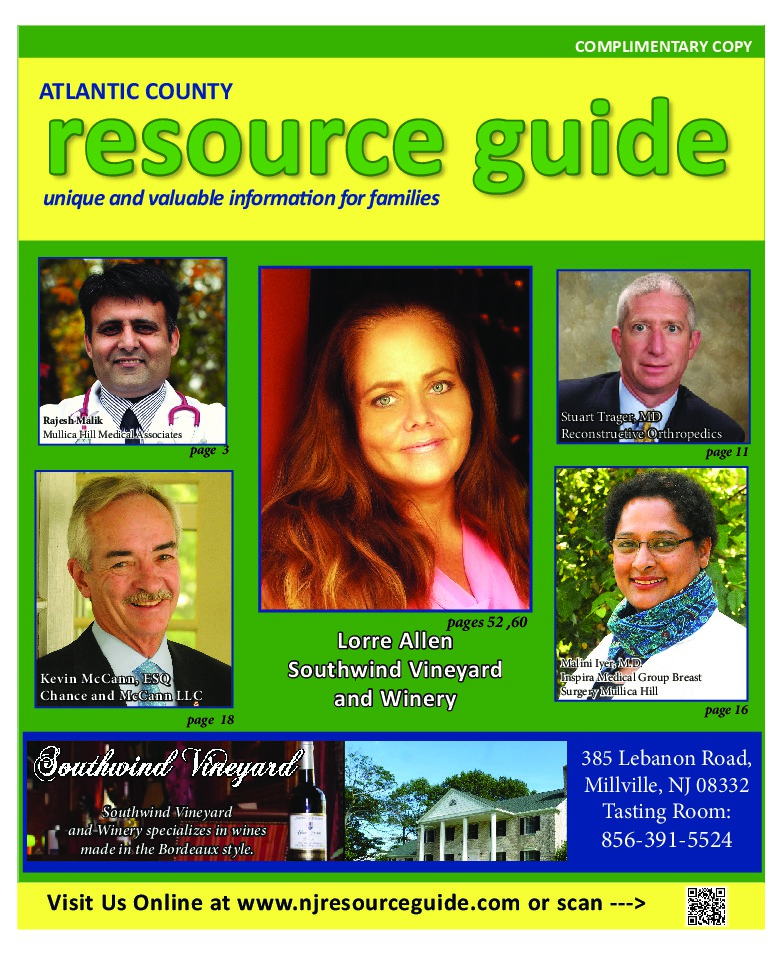 COMPLIMENTARY COPY
ATLANTIC COUNTY
resource guide
unique and valuable information for families
Rajesh Malik
Mullica Hill Medical Associates
page 3
Stuart Trager, MD
Reconstructive Orthopedics
page 11
Kevin McCann, ESQ
Chance and McCann LLC
page 18
pages 52 ,60
Lorre Allen
Southwind Vineyard
and Winery
Malini Iyer, M.D.
Inspira Medical Group Breast
Surgery Mullica Hill
page 16
Southwind Vineyard
Southwind Vineyard
and Winery specializes in wines
made in the Bordeaux style.
385 Lebanon Road,
Millville, NJ 08332
Tasting Room:
856-391-5524
Visit Us Online at www.njresourceguide.com or scan --->